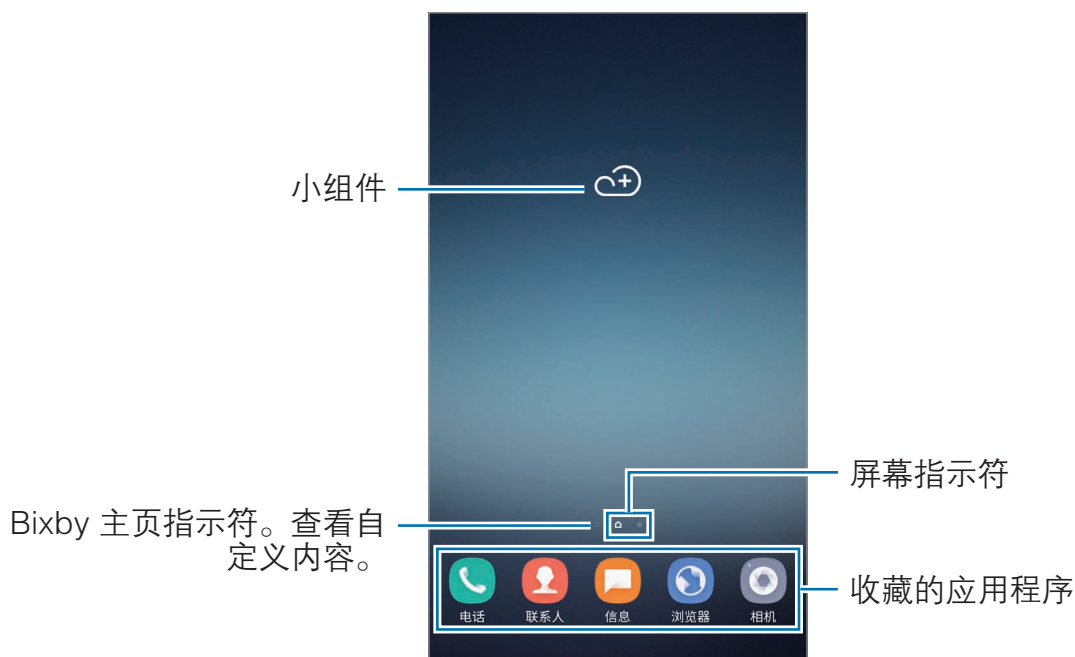 小组件
屏幕指示符
Bixby 主页指示符。查看自
定义内容。
收藏的应用程序
电话
联系人
信息
浏览器
相机